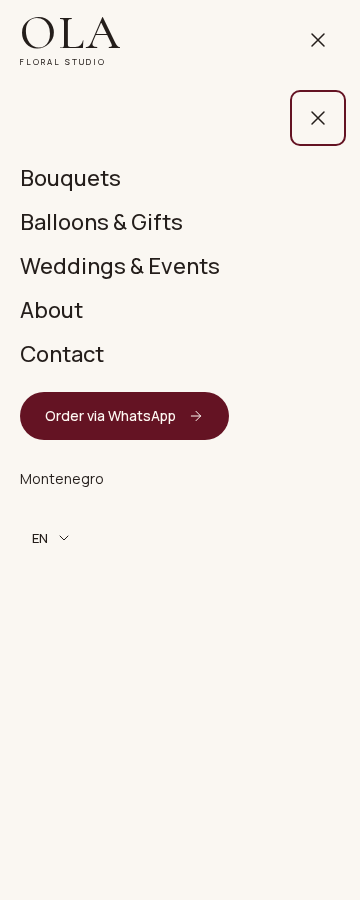 OLA
FLORAL STUDIO
Bouquets
Balloons & Gifts
Weddings & Events
About
Contact
Order via WhatsApp
Montenegro
EN